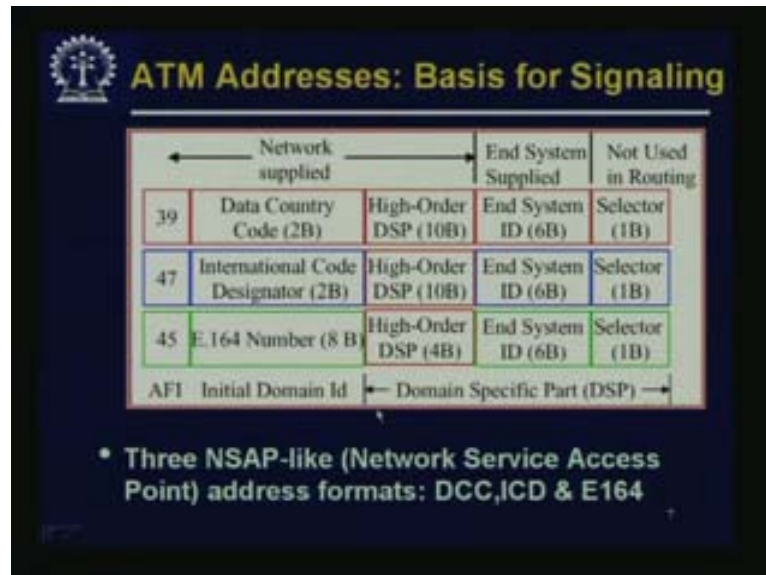 ATM Addresses: Basis for Signaling
Network supplied
End System Supplied
Not Used in Routing
39
Data Country Code (2B)
High-Order DSP (10B)
End System ID (6B)
Selector (1B)
47
International Code Designator (2B)
High-Order DSP (10B)
End System ID (6B)
Selector (1B)
45
E.164 Number (8 B)
High-Order DSP (4B)
End System ID (6B)
Selector (1B)
AFI
Initial Domain Id
Domain Specific Part (DSP)
• Three NSAP-like (Network Service Access
Point) address formats: DCC,ICD & E164